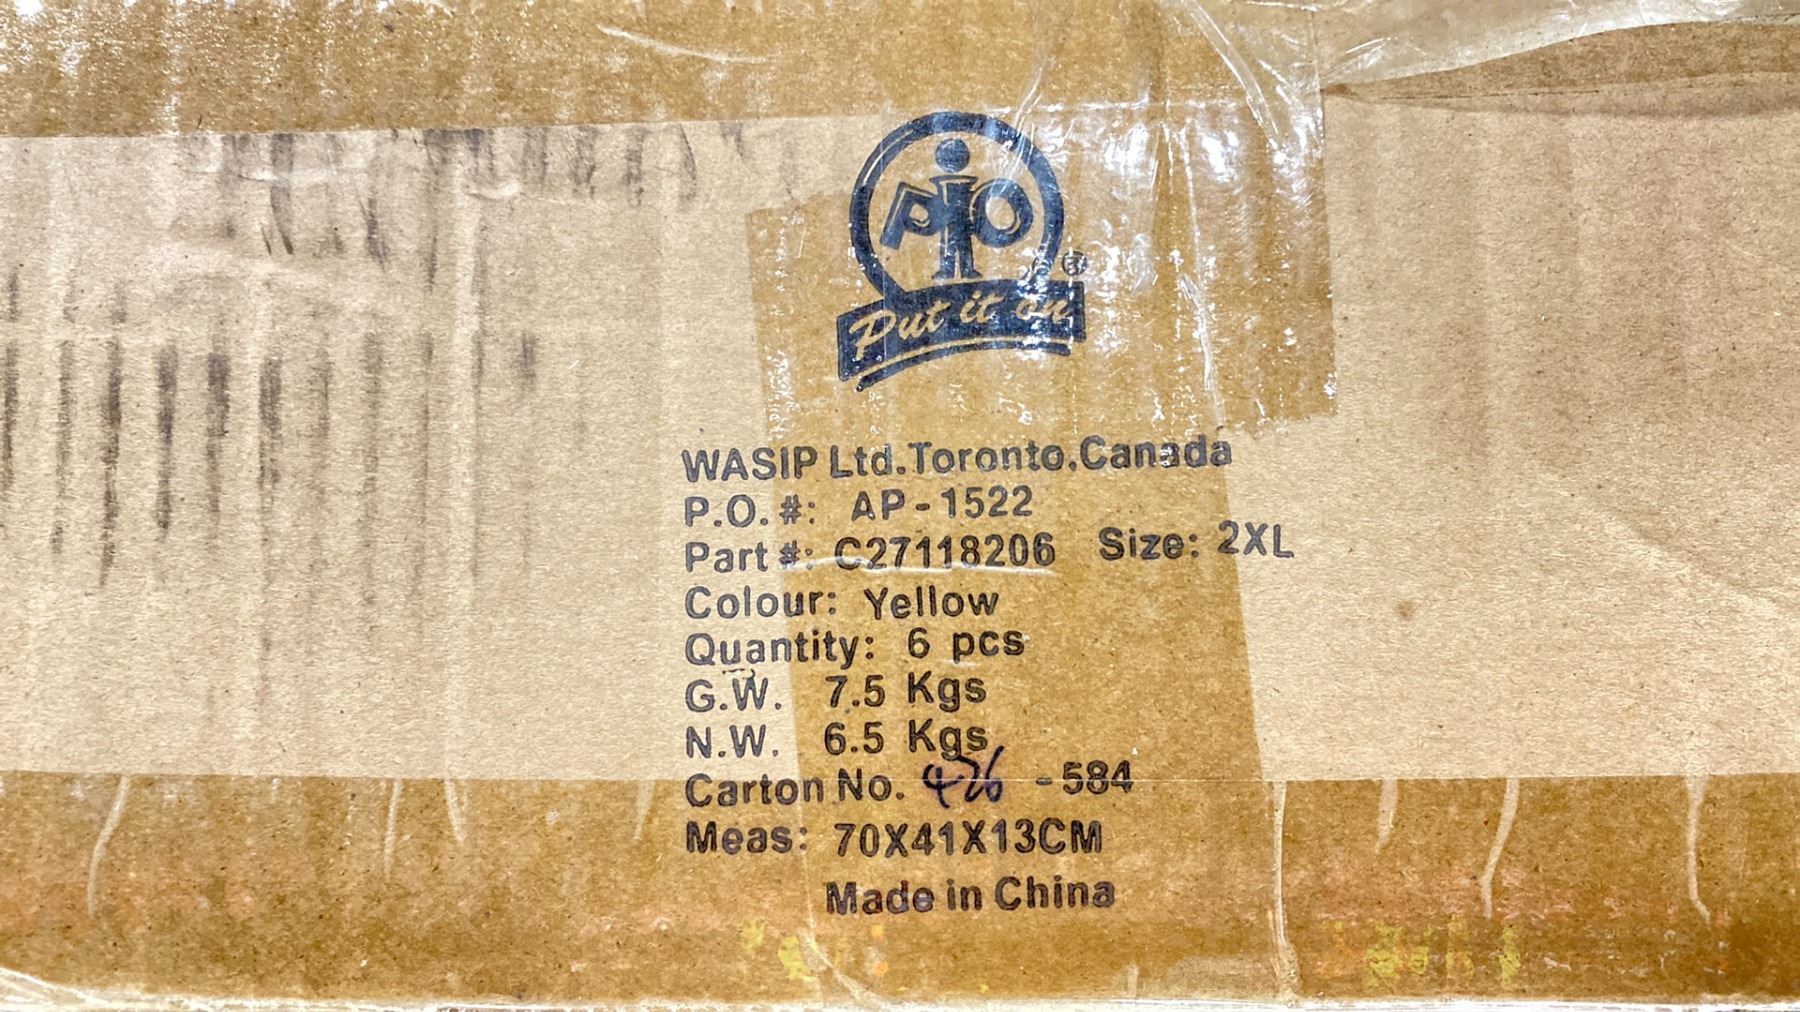 PIO
®
Put it on
WASIP Ltd.Toronto,Canada
P.O. #: AP-1522
Part #: C27118206 Size: 2XL
Colour: Yellow
Quantity: 6 pcs
G.W. 7.5 Kgs
N.W. 6.5 Kgs
Carton No. 426 -584
Meas: 70X41X13CM
Made in China